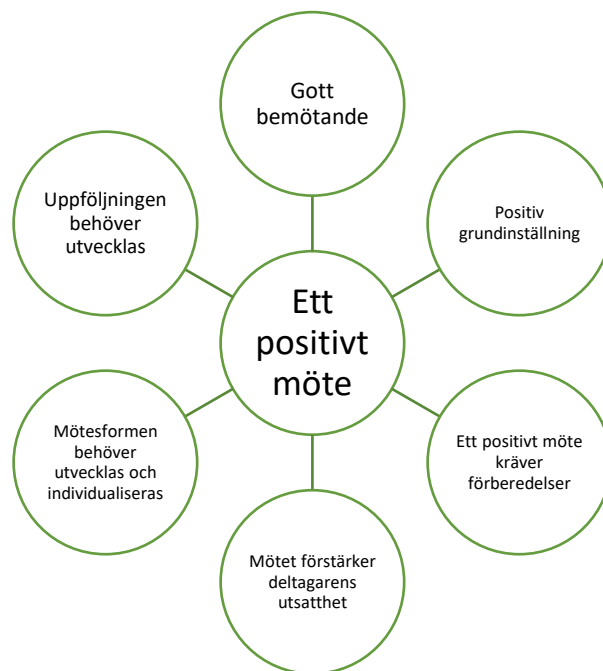 Gott
bemötande
Positiv
grundinställning
Ett positivt möte
kräver
förberedelser
Mötet förstärker
deltagarens
utsatthet
Mötesformen
behöver
utvecklas och
individualiseras
Uppföljningen
behöver
utvecklas
Ett
positivt
möte